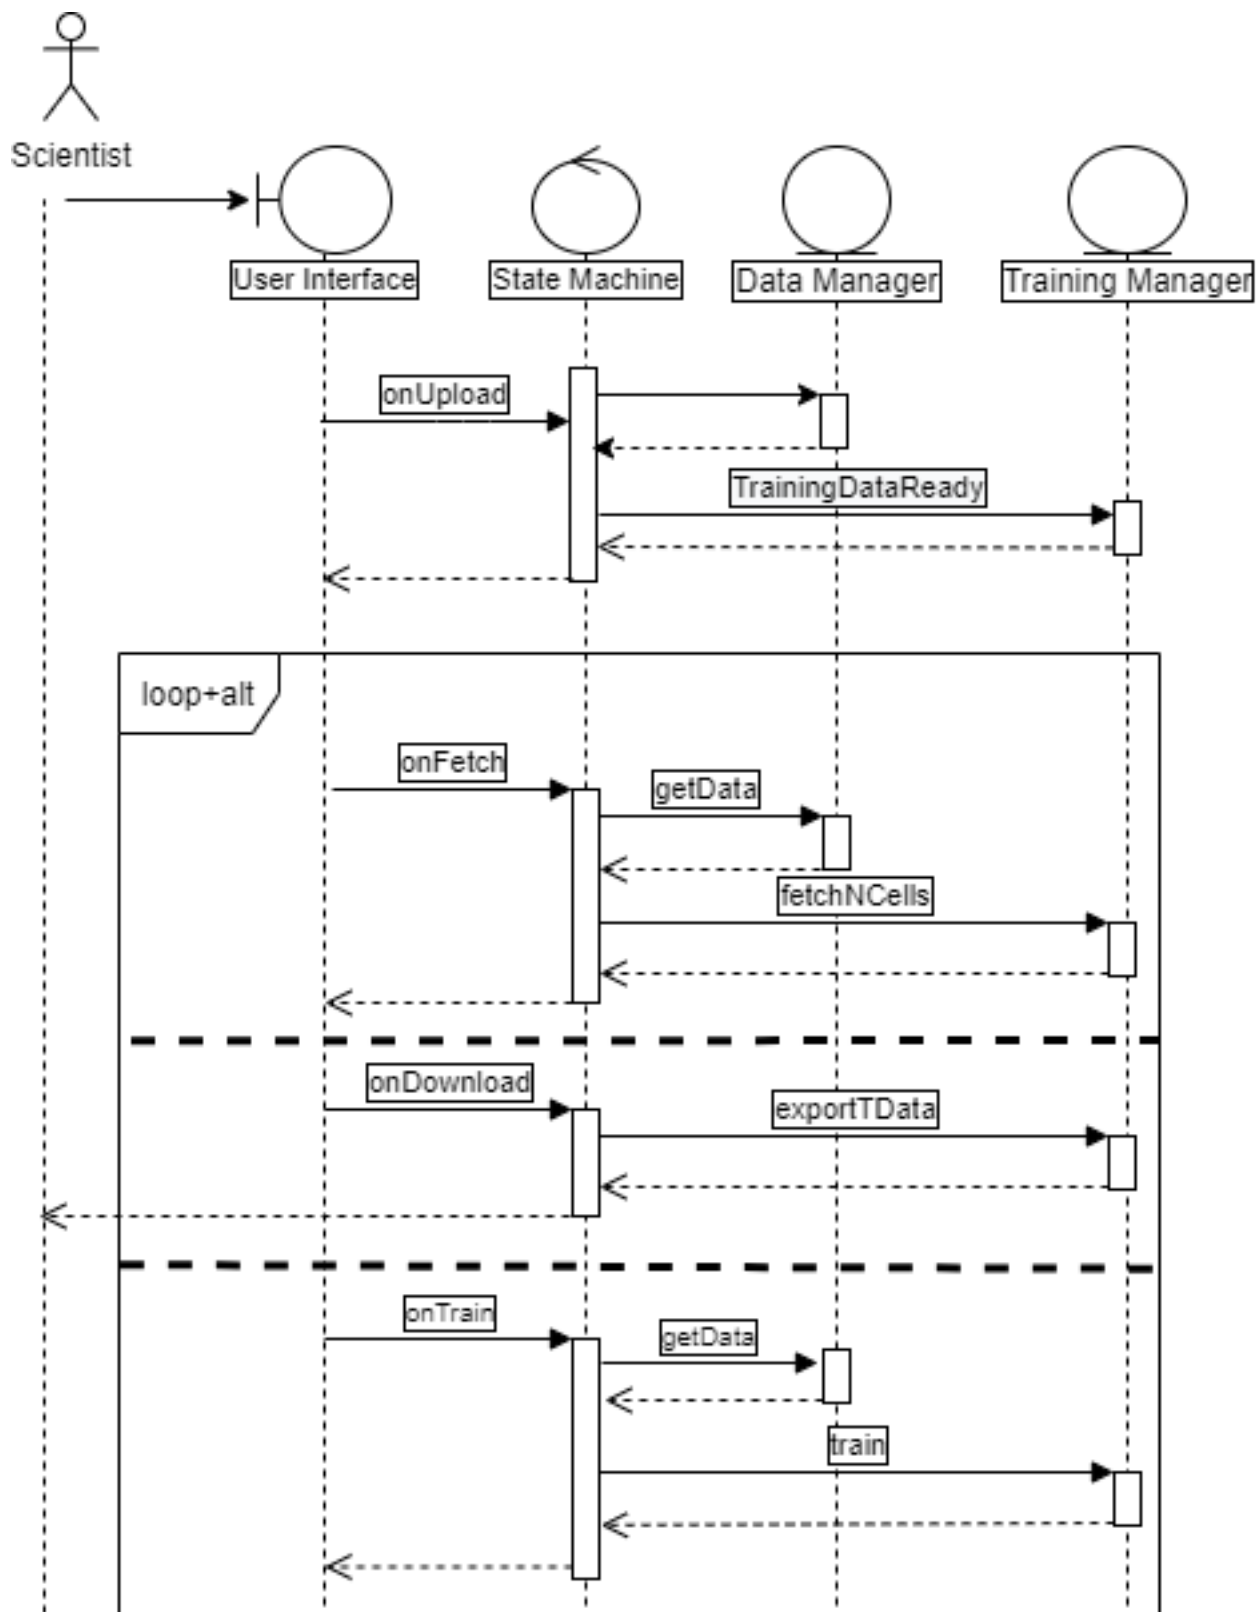 Scientist
User Interface
State Machine
Data Manager
Training Manager
onUpload
TrainingDataReady
loop+alt
onFetch
getData
fetchNCells
onDownload
exportTData
onTrain
getData
train